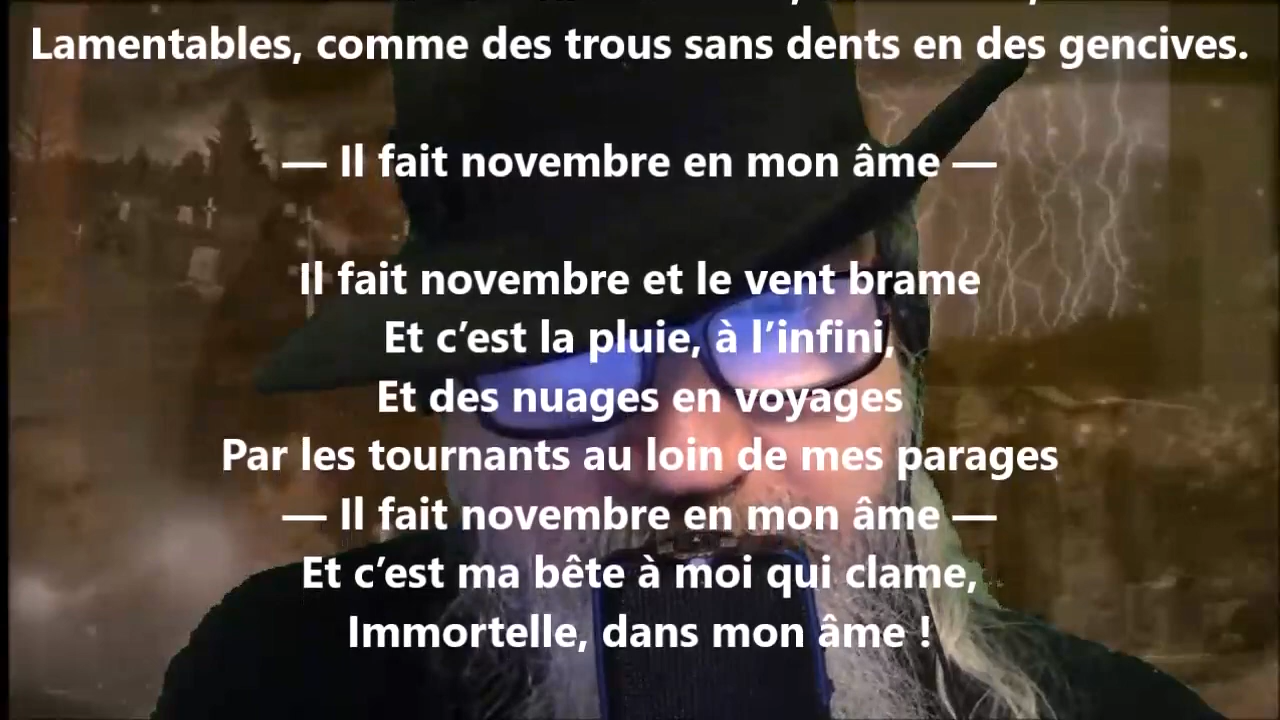 Lamentables, comme des trous sans dents en des gencives.
— Il fait novembre en mon âme —
Il fait novembre et le vent brame
Et c’est la pluie, à l’infini,
Et des nuages en voyages
Par les tournants au loin de mes parages
— Il fait novembre en mon âme —
Et c’est ma bête à moi qui clame,
Immortelle, dans mon âme !